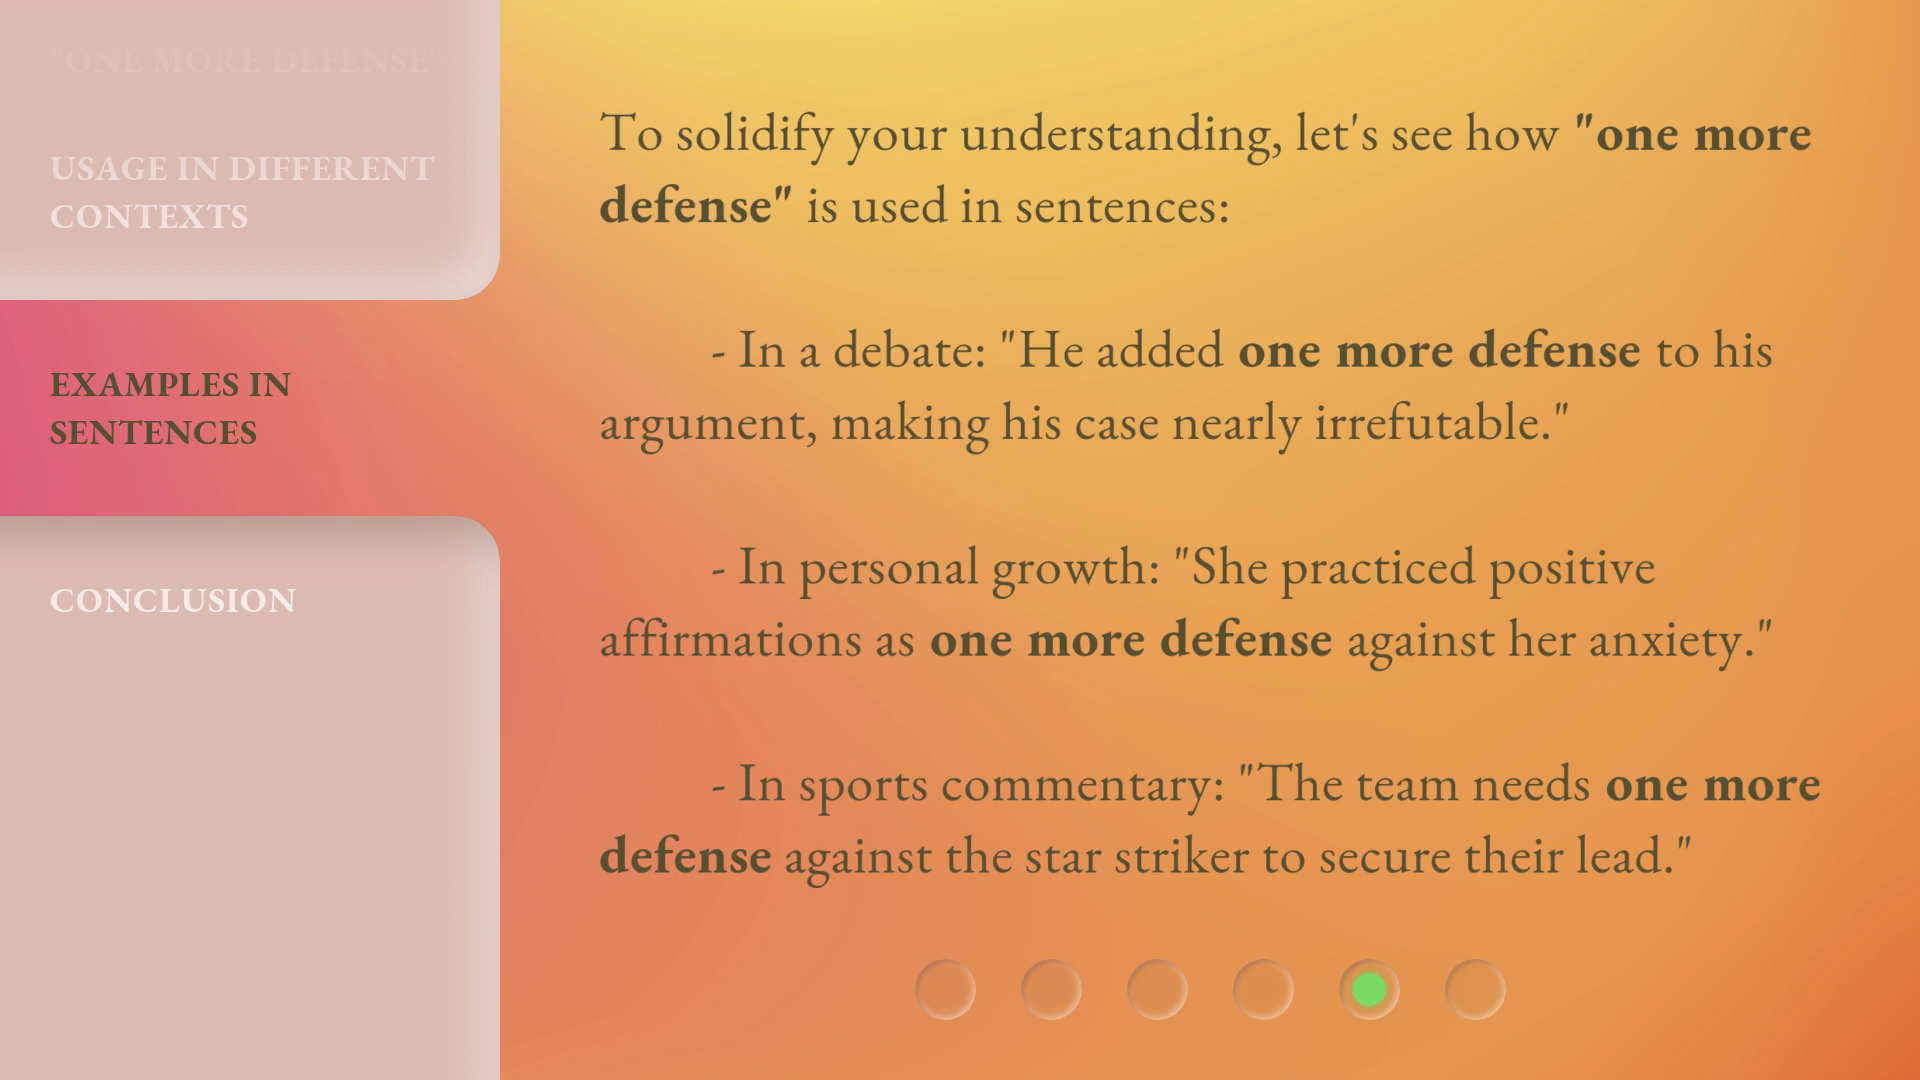 "ONE MORE DEFENSE"
USAGE IN DIFFERENT
CONTEXTS
EXAMPLES IN
SENTENCES
CONCLUSION
To solidify your understanding, let's see how "one more
defense" is used in sentences:
- In a debate: "He added one more defense to his
argument, making his case nearly irrefutable."
- In personal growth: "She practiced positive
affirmations as one more defense against her anxiety."
- In sports commentary: "The team needs one more
defense against the star striker to secure their lead."